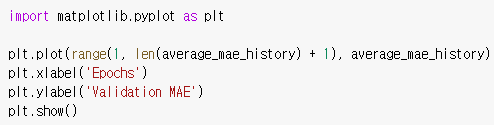 import matplotlib.pyplot as plt
plt.plot(range(1, len(average_mae_history) + 1), average_mae_history)
plt.xlabel('Epochs')
plt.ylabel('Validation MAE')
plt.show()